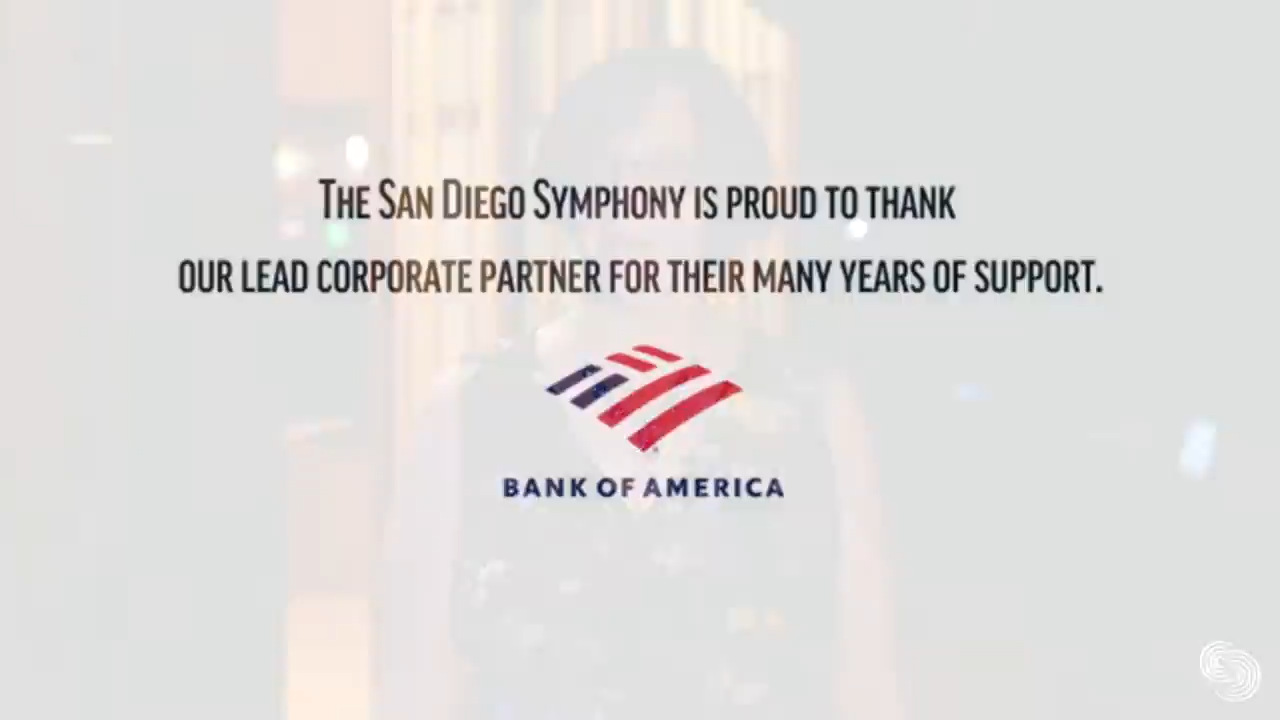 The San Diego Symphony is proud to thank
our lead corporate partner for their many years of support.
BANK OF AMERICA